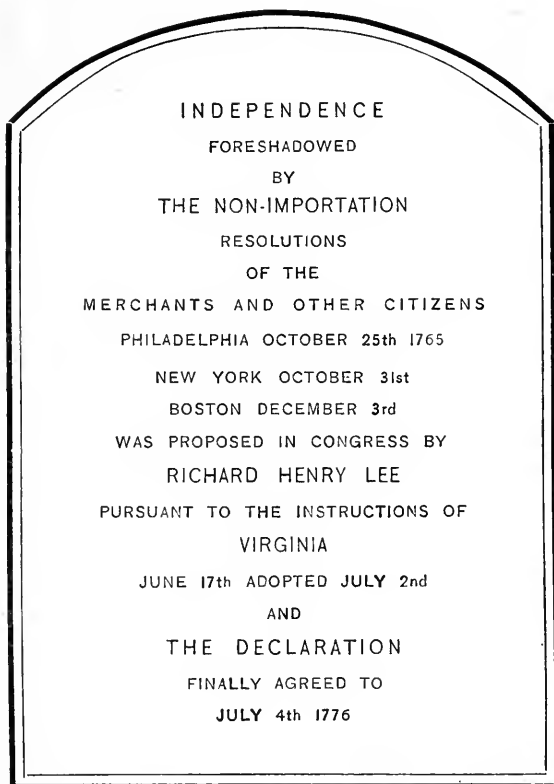 INDEPENDENCE
FORESHADOWED
BY
THE NON-IMPORTATION
RESOLUTIONS
OF THE
MERCHANTS AND OTHER CITIZENS
PHILADELPHIA OCTOBER 25th 1765
NEW YORK OCTOBER 31st
BOSTON DECEMBER 3rd
WAS PROPOSED IN CONGRESS BY
RICHARD HENRY LEE
PURSUANT TO THE INSTRUCTIONS OF
VIRGINIA
JUNE 17th ADOPTED JULY 2nd
AND
THE DECLARATION
FINALLY AGREED TO
JULY 4th 1776